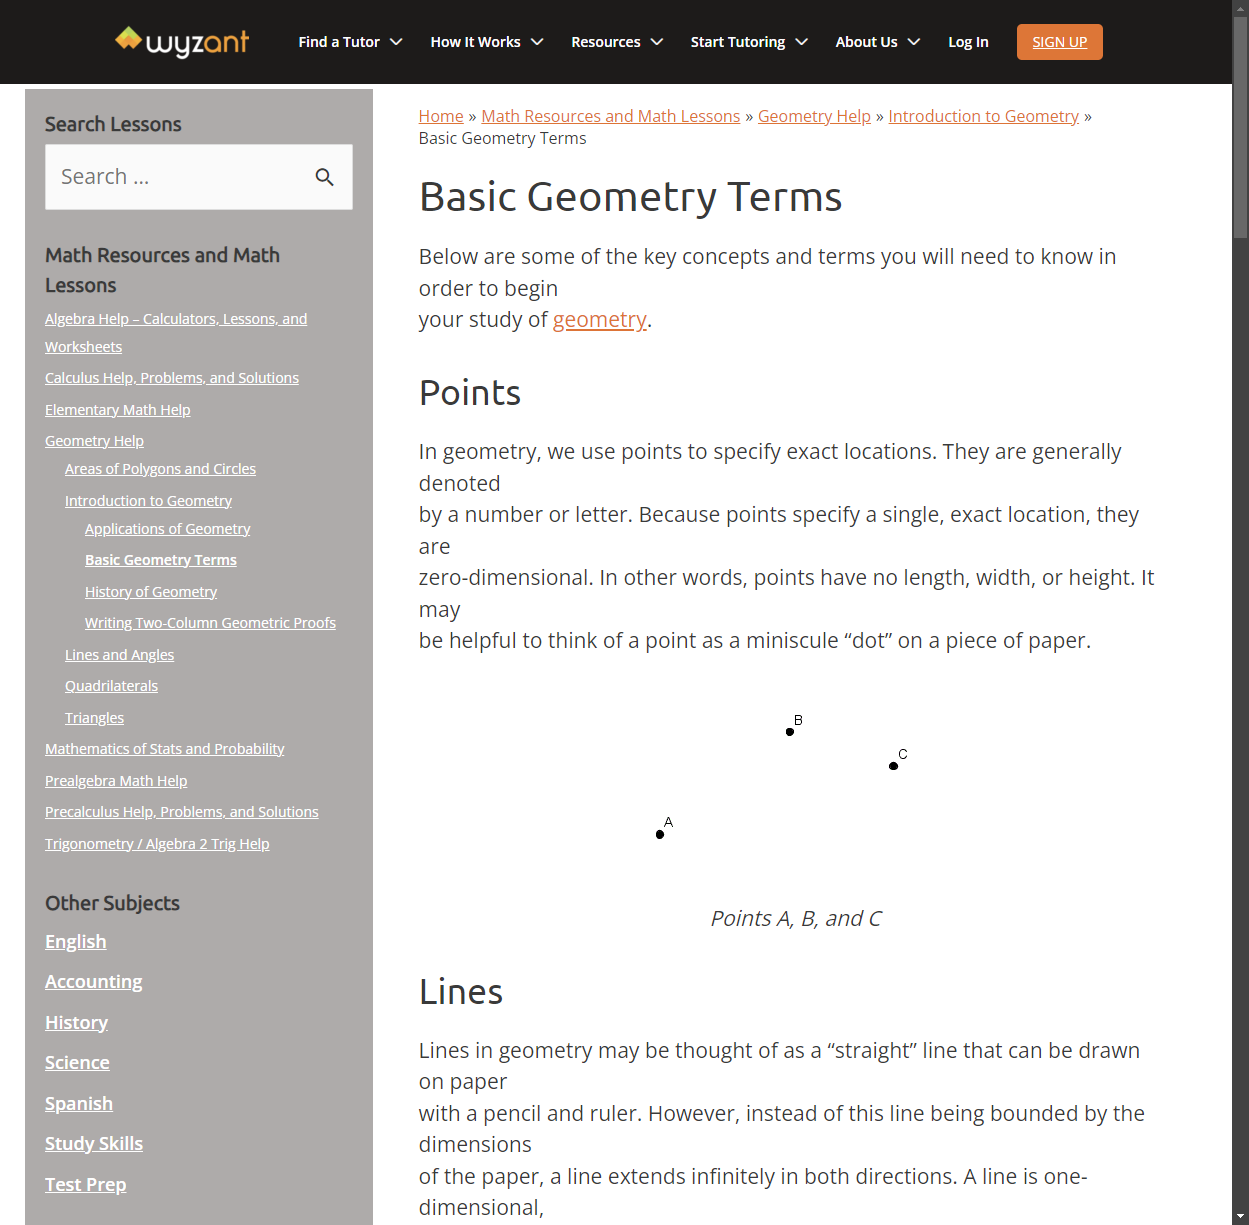 wyzant
Find a Tutor
How It Works
Resources
Start Tutoring
About Us
Log In
SIGN UP
Search Lessons
Search ...
Math Resources and Math
Lessons
Algebra Help – Calculators, Lessons, and
Worksheets
Calculus Help, Problems, and Solutions
Elementary Math Help
Geometry Help
Areas of Polygons and Circles
Introduction to Geometry
Applications of Geometry
Basic Geometry Terms
History of Geometry
Writing Two-Column Geometric Proofs
Lines and Angles
Quadrilaterals
Triangles
Mathematics of Stats and Probability
Prealgebra Math Help
Precalculus Help, Problems, and Solutions
Trigonometry / Algebra 2 Trig Help
Other Subjects
English
Accounting
History
Science
Spanish
Study Skills
Test Prep
Home » Math Resources and Math Lessons » Geometry Help » Introduction to Geometry »
Basic Geometry Terms
Basic Geometry Terms
Below are some of the key concepts and terms you will need to know in
order to begin
your study of geometry.
Points
In geometry, we use points to specify exact locations. They are generally
denoted
by a number or letter. Because points specify a single, exact location, they
are
zero-dimensional. In other words, points have no length, width, or height. It
may
be helpful to think of a point as a miniscule “dot” on a piece of paper.
B
C
A
Points A, B, and C
Lines
Lines in geometry may be thought of as a “straight” line that can be drawn
on paper
with a pencil and ruler. However, instead of this line being bounded by the
dimensions
of the paper, a line extends infinitely in both directions. A line is one-
dimensional,